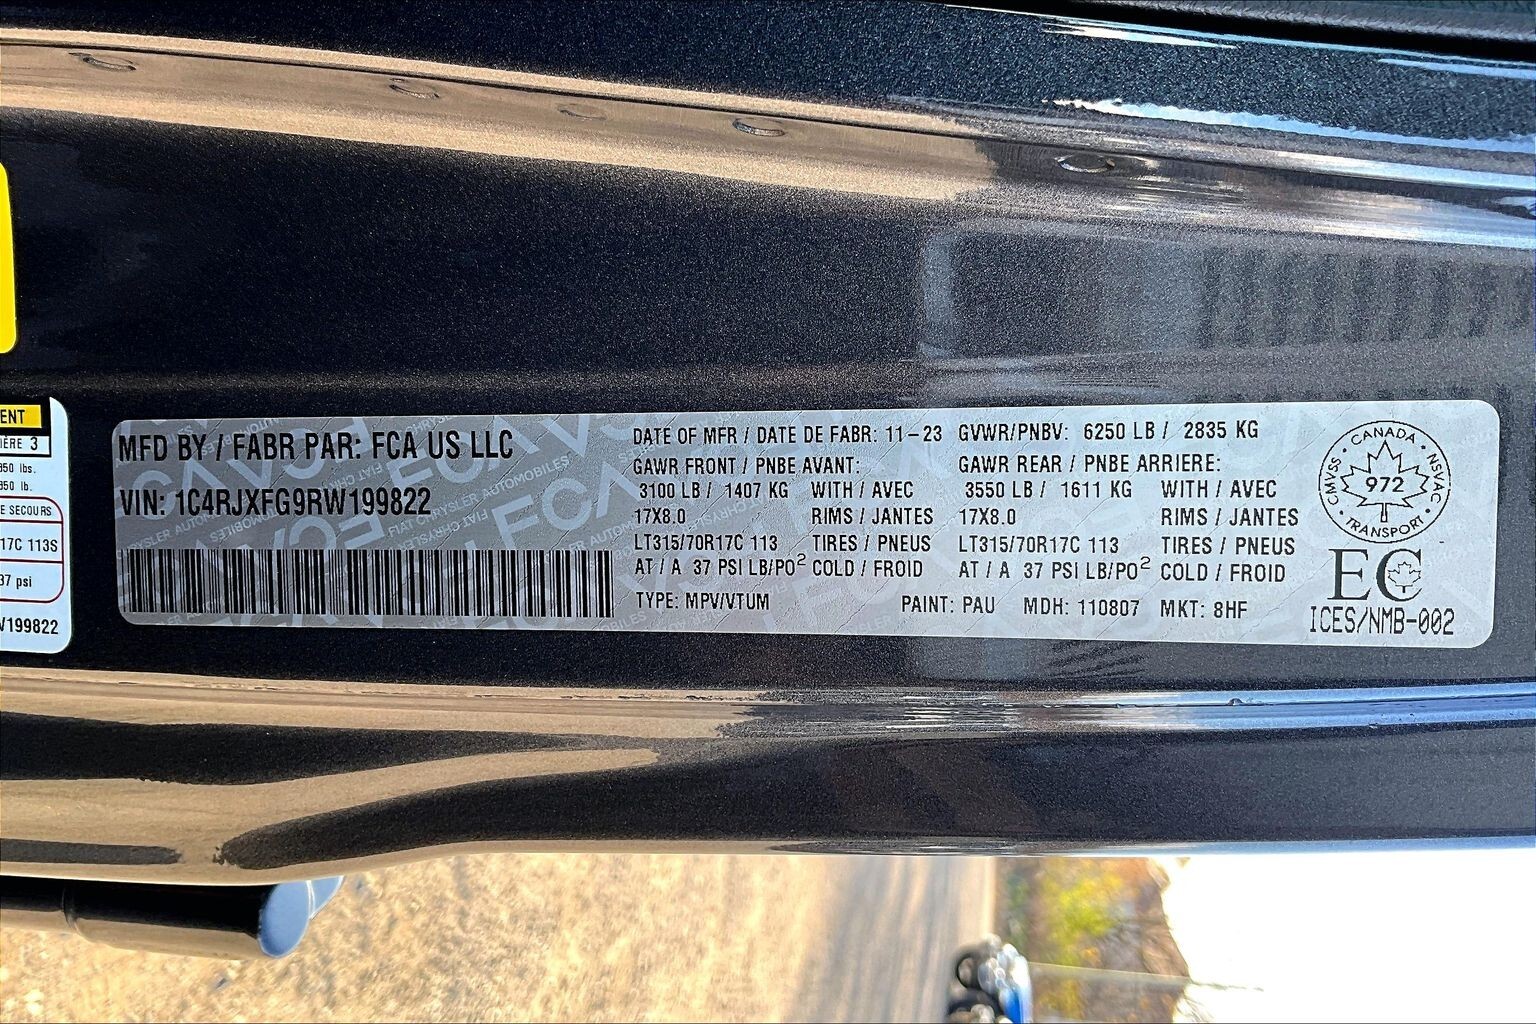 ENT
IÈRE 3
350 lbs.
350 lb.
E SECOURS
17C 113S
37 psi
V199822
MFD BY / FABR PAR: FCA US LLC
VIN: 1C4RJXFG9RW199822
DATE OF MFR / DATE DE FABR: 11-23 GVWR/PNBV: 6250 LB / 2835 KG
GAWR FRONT / PNBE AVANT: GAWR REAR / PNBE ARRIERE:
3100 LB / 1407 KG WITH / AVEC 3550 LB / 1611 KG WITH / AVEC
17X8.0 RIMS / JANTES 17X8.0 RIMS / JANTES
LT315/70R17C 113 TIRES / PNEUS LT315/70R17C 113 TIRES / PNEUS
AT / A 37 PSI LB/PO² COLD / FROID AT / A 37 PSI LB/PO² COLD / FROID
TYPE: MPV/VTUM PAINT: PAU MDH: 110807 MKT: 8HF
CANADA
CMVSS · NSVAC
972
TRANSPORT
EC
ICES/NMB-002